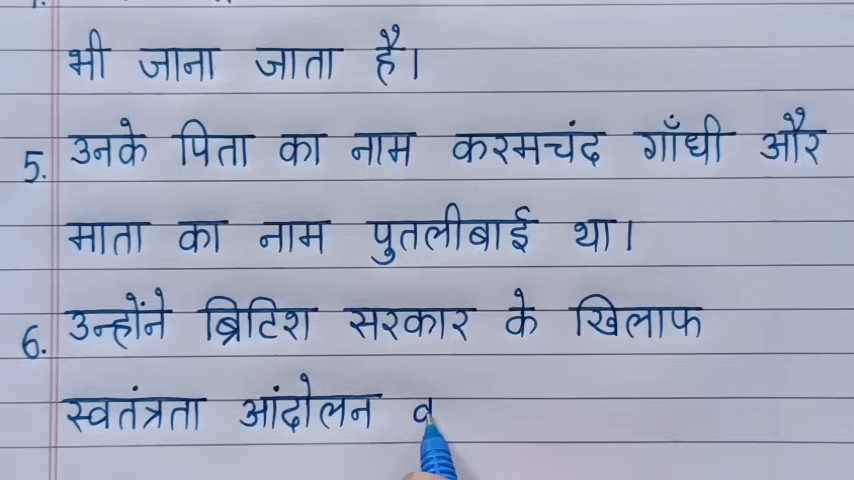 भी जाना जाता है।
5. उनके पिता का नाम करमचंद गाँधी और
माता का नाम पुतलीबाई था।
6. उन्होंने ब्रिटिश सरकार के खिलाफ
स्वतंत्रता आंदोलन